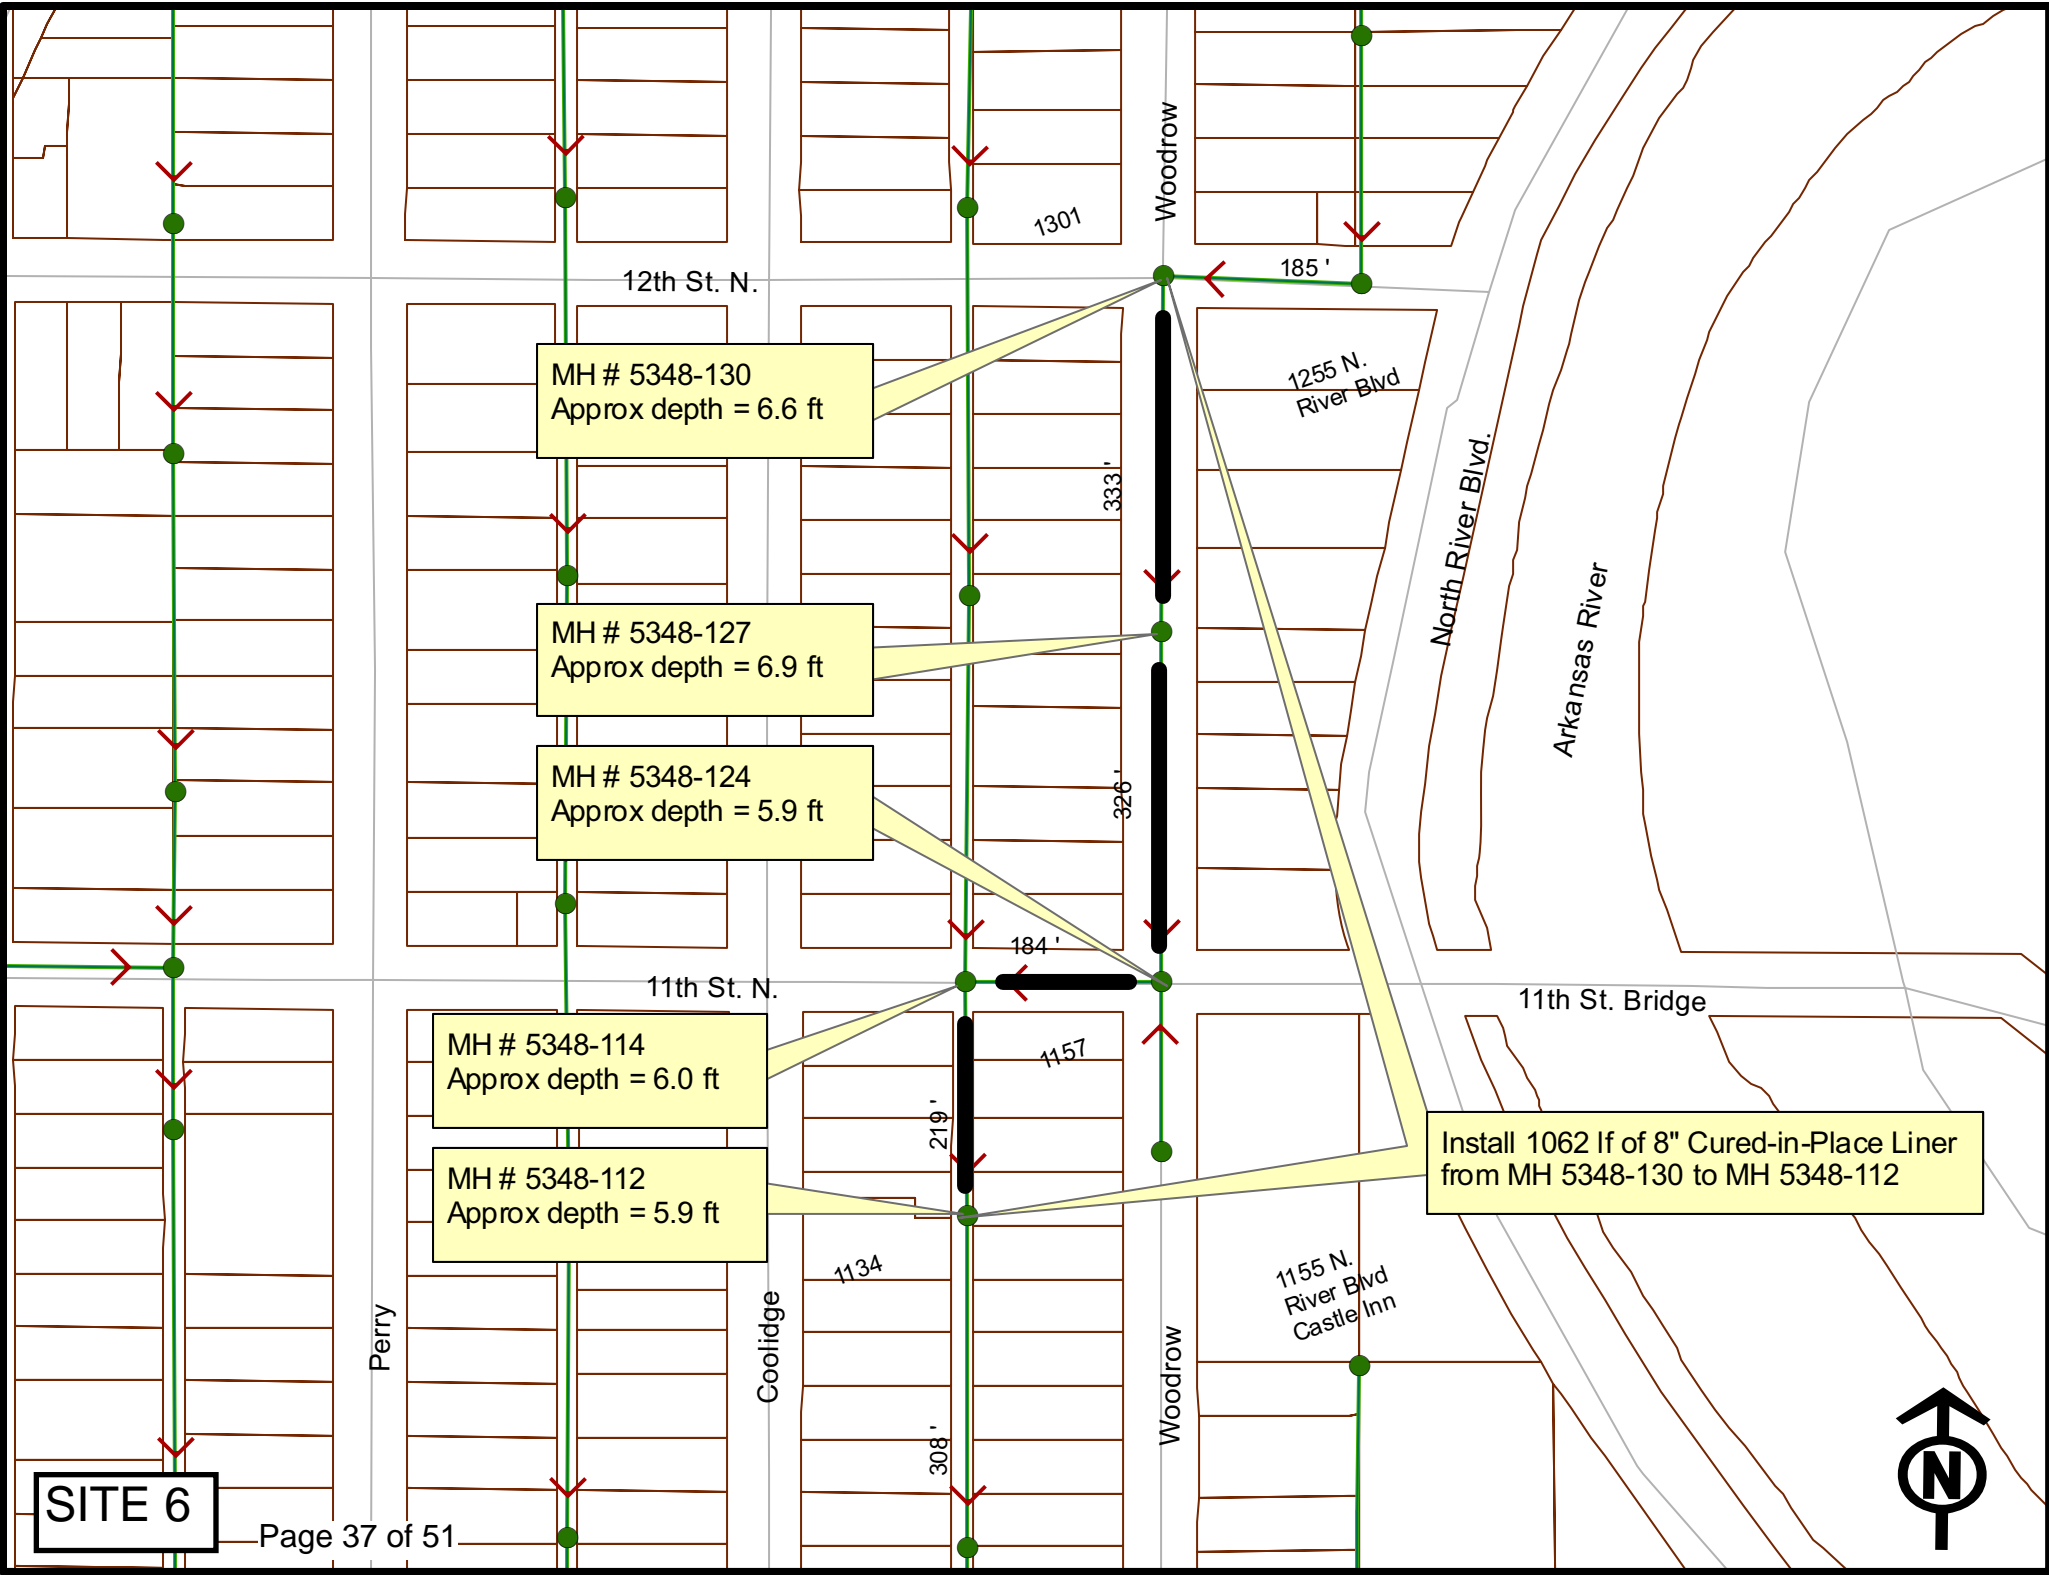 Woodrow
1301
12th St. N.
185 '
MH # 5348-130
Approx depth = 6.6 ft
1255 N.
River Blvd
333 '
North River Blvd.
Arkansas River
MH # 5348-127
Approx depth = 6.9 ft
MH # 5348-124
Approx depth = 5.9 ft
326 '
184 '
11th St. N.
11th St. Bridge
MH # 5348-114
Approx depth = 6.0 ft
1157
219 '
MH # 5348-112
Approx depth = 5.9 ft
Install 1062 lf of 8" Cured-in-Place Liner
from MH 5348-130 to MH 5348-112
1134
1155 N.
River Blvd
Castle Inn
Perry
Coolidge
Woodrow
308 '
N
SITE 6
Page 37 of 51